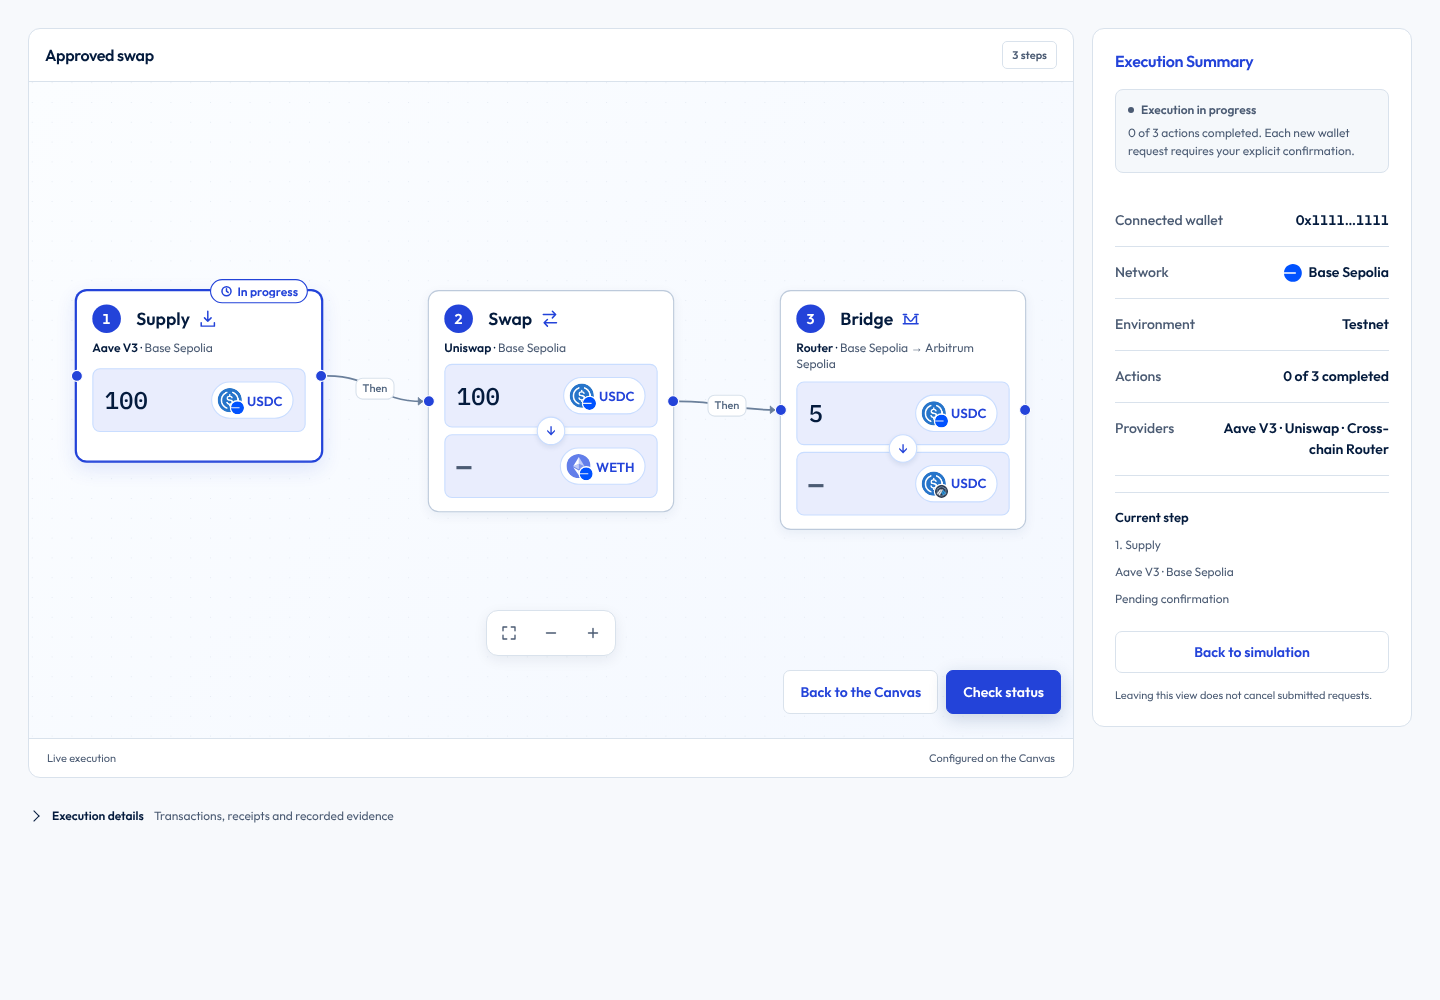 Approved swap
3 steps
In progress
1 Supply
Aave V3 · Base Sepolia
100 USDC
Then
2 Swap
Uniswap · Base Sepolia
100 USDC
— WETH
Then
3 Bridge
Router · Base Sepolia → Arbitrum
Sepolia
5 USDC
— USDC
Back to the Canvas
Check status
Live execution
Configured on the Canvas
Execution Summary
Execution in progress
0 of 3 actions completed. Each new wallet
request requires your explicit confirmation.
Connected wallet 0x1111...1111
Network Base Sepolia
Environment Testnet
Actions 0 of 3 completed
Providers Aave V3 · Uniswap · Cross-
chain Router
Current step
1. Supply
Aave V3 · Base Sepolia
Pending confirmation
Back to simulation
Leaving this view does not cancel submitted requests.
Execution details Transactions, receipts and recorded evidence